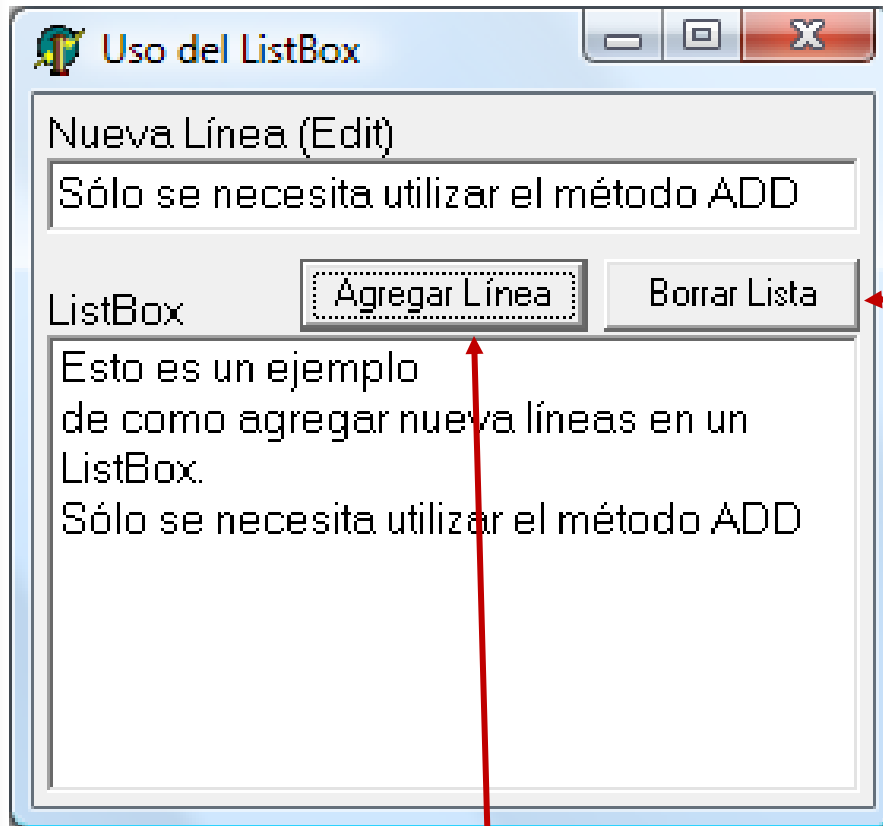 Uso del ListBox
Nueva Línea (Edit)
Sólo se necesita utilizar el método ADD
ListBox
Agregar Línea
Borrar Lista
Esto es un ejemplo
de como agregar nueva líneas en un
ListBox.
Sólo se necesita utilizar el método ADD